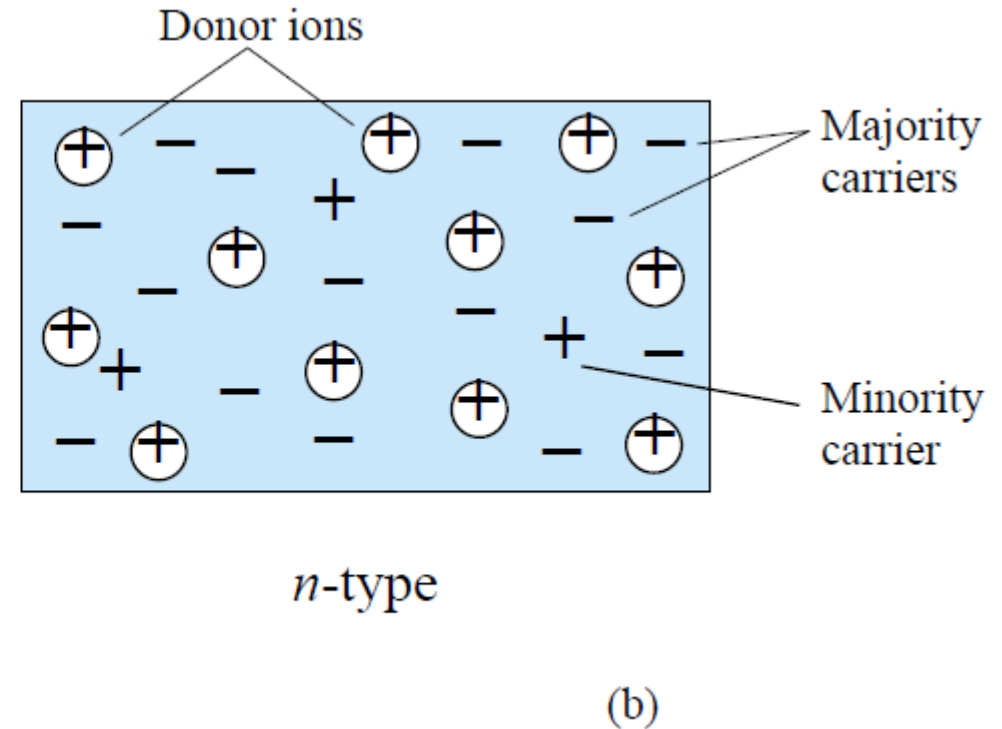 Donor ions
Majority
carriers
Minority
carrier
n-type
(b)